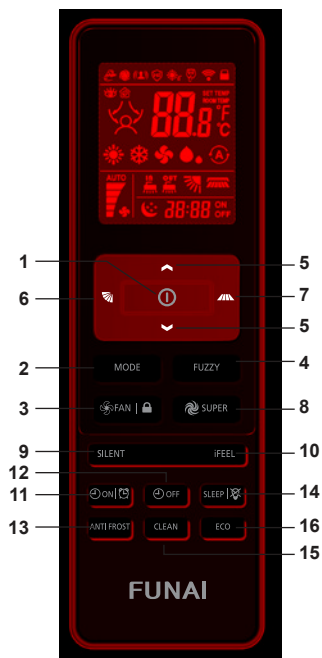 SET TEMP
ROOM TEMP
88.8 °F °C
A
AUTO
88:88 ON OFF
1
5
6
7
5
2 MODE FUZZY 4
3 FAN SUPER 8
9 SILENT iFEEL 10
12
11 ON OFF SLEEP 14
13 ANTI FROST CLEAN ECO 16
15
FUNAI